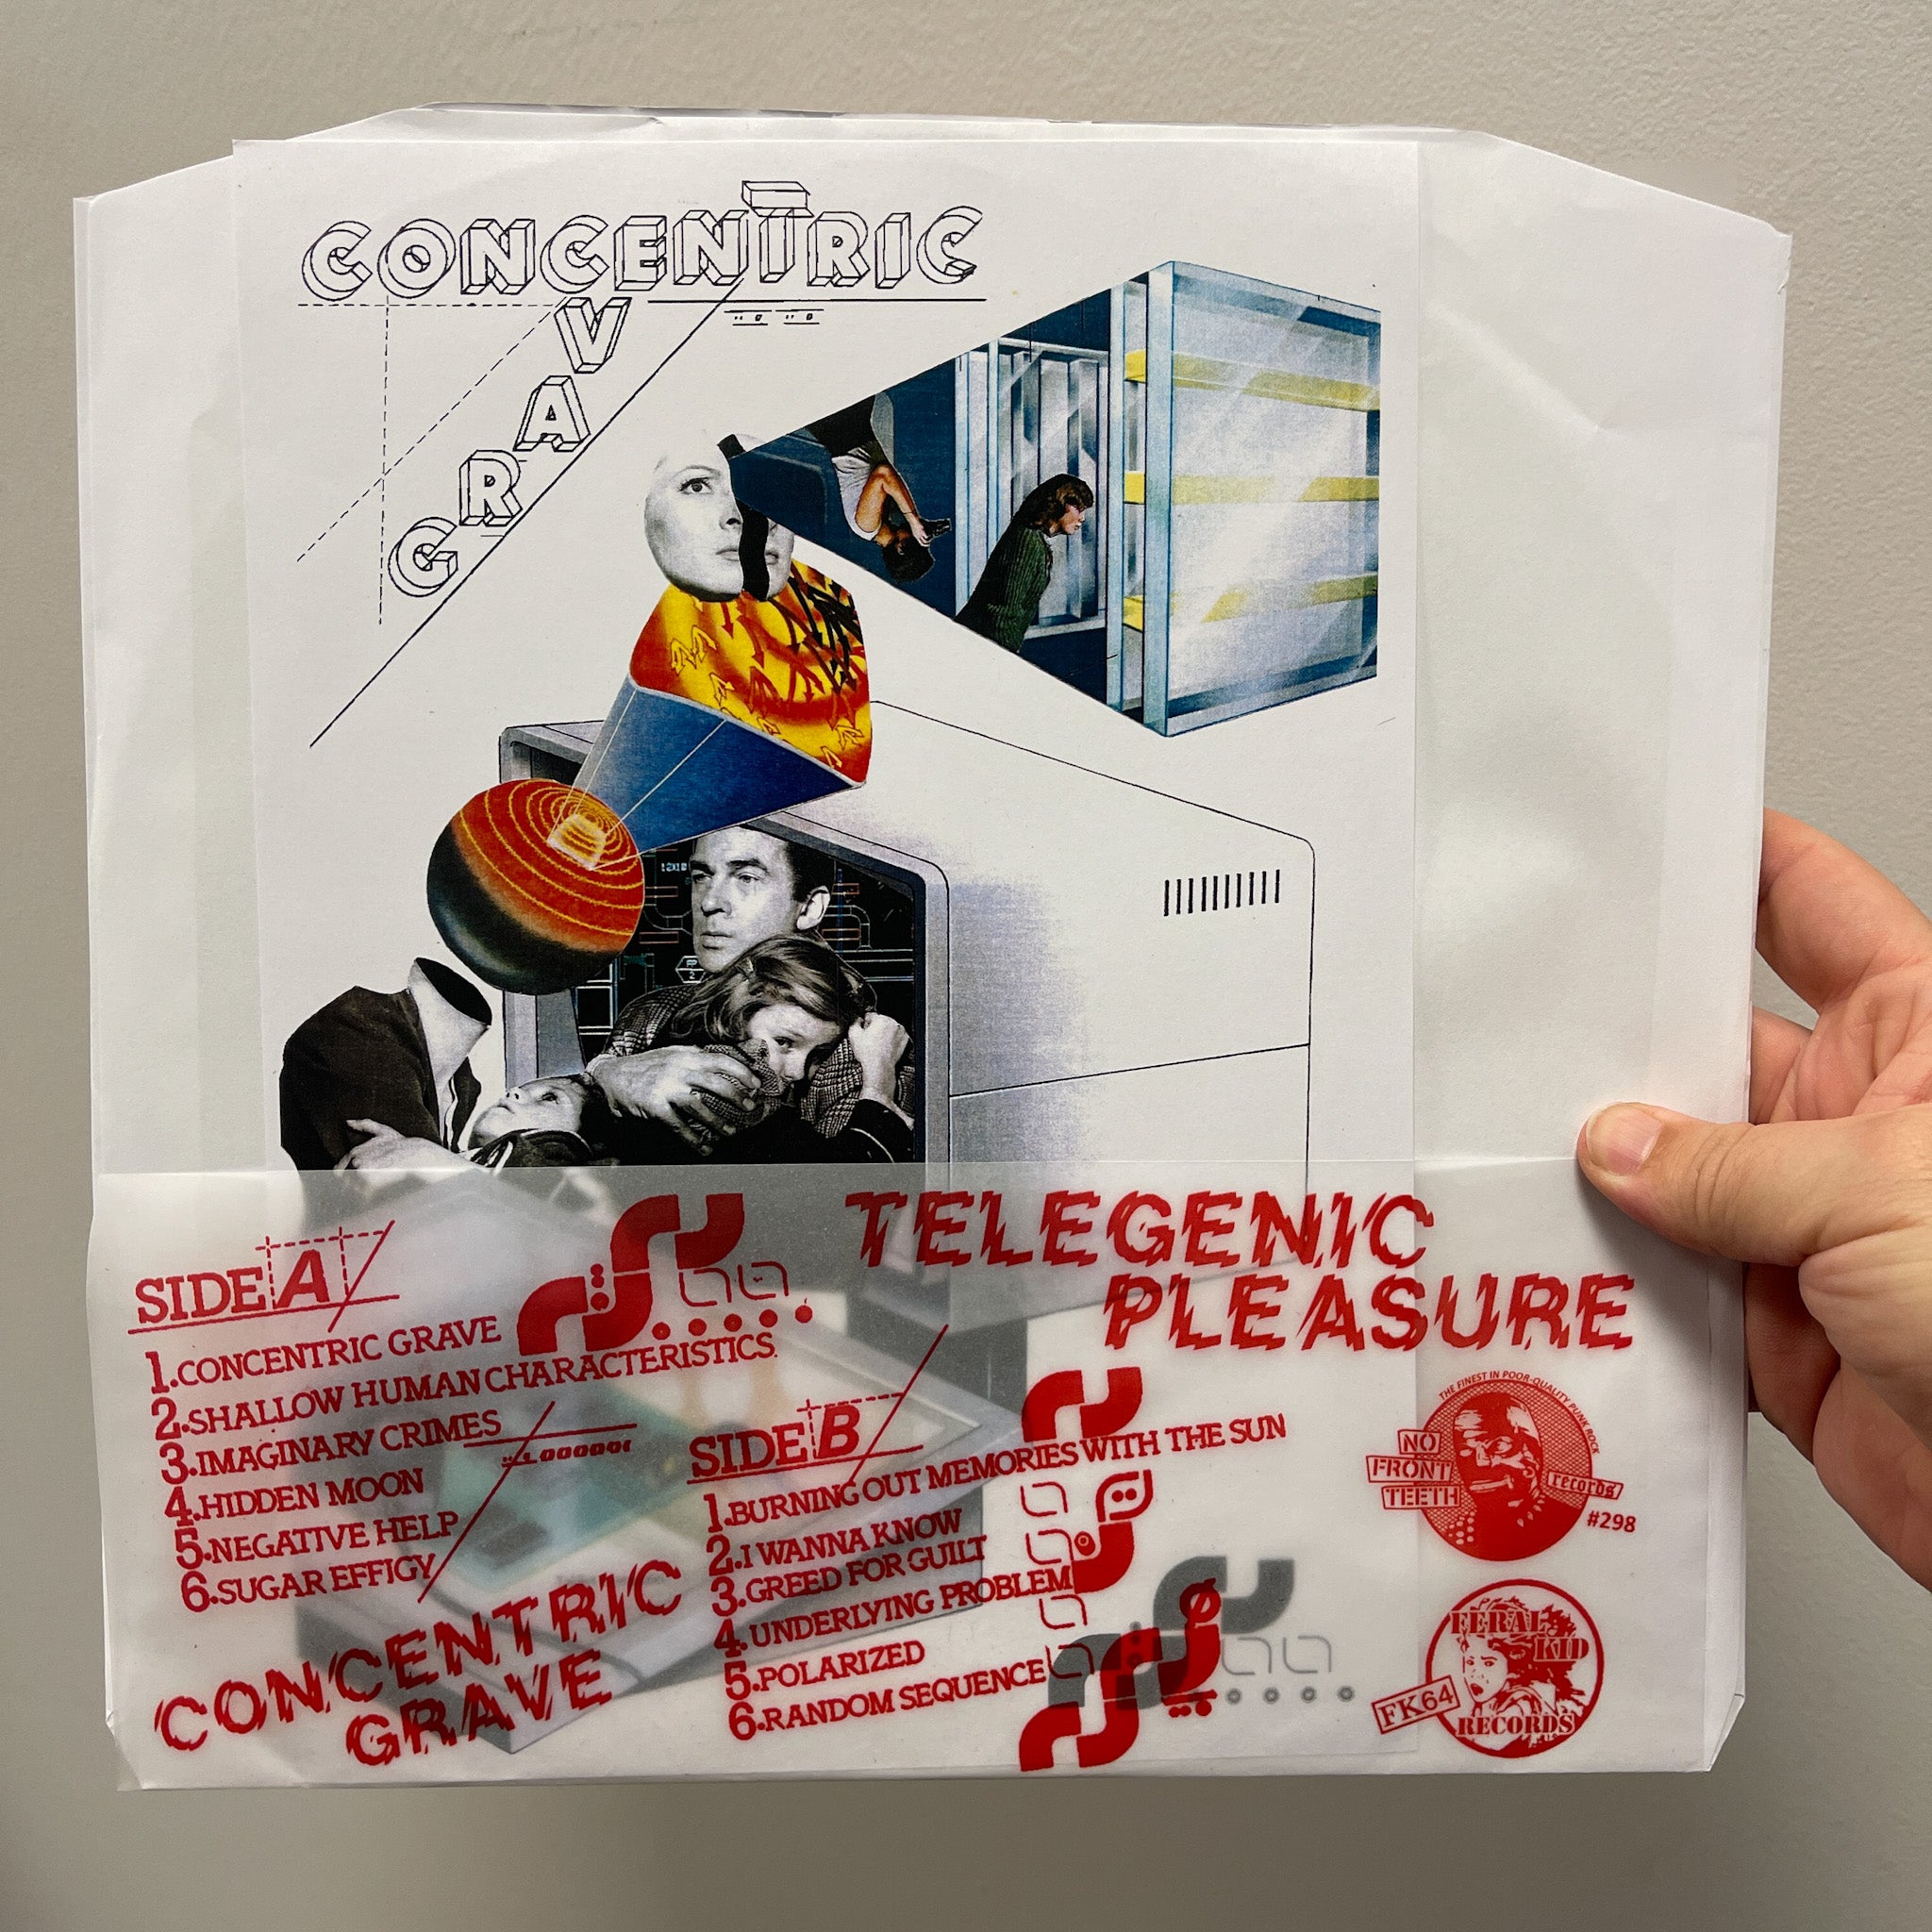 CONCENTRIC
GRAVE
TELEGENIC
PLEASURE
SIDE A
1.CONCENTRIC GRAVE
2.SHALLOW HUMAN CHARACTERISTICS
3.IMAGINARY CRIMES
4.HIDDEN MOON
5.NEGATIVE HELP
6.SUGAR EFFIGY
CONCENTRIC
GRAVE
SIDE B
1.BURNING OUT MEMORIES WITH THE SUN
2.I WANNA KNOW
3.GREED FOR GUILT
4.UNDERLYING PROBLEM
5.POLARIZED
6.RANDOM SEQUENCE
THE FINEST IN POOR-QUALITY PUNK ROCK
NO
FRONT
TEETH
records
#298
FERAL
KID
FK64
RECORDS